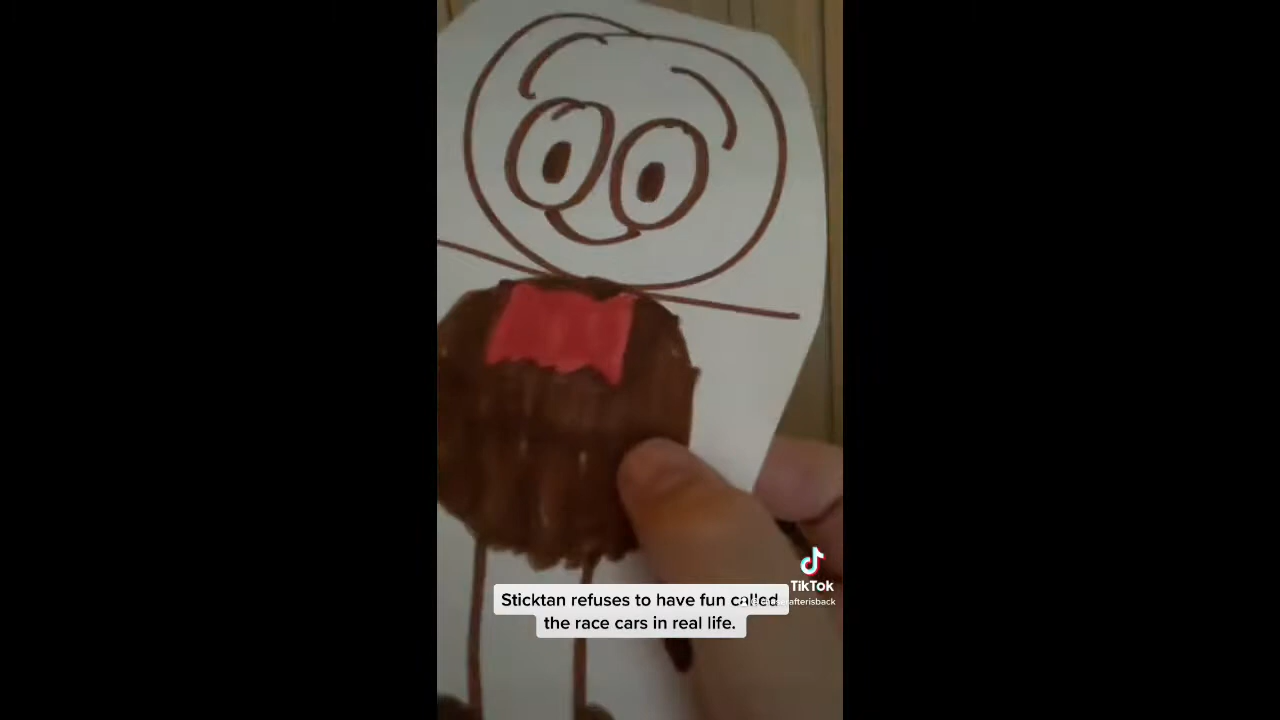 TikTok
Sticktan refuses to have fun called
the race cars in real life.